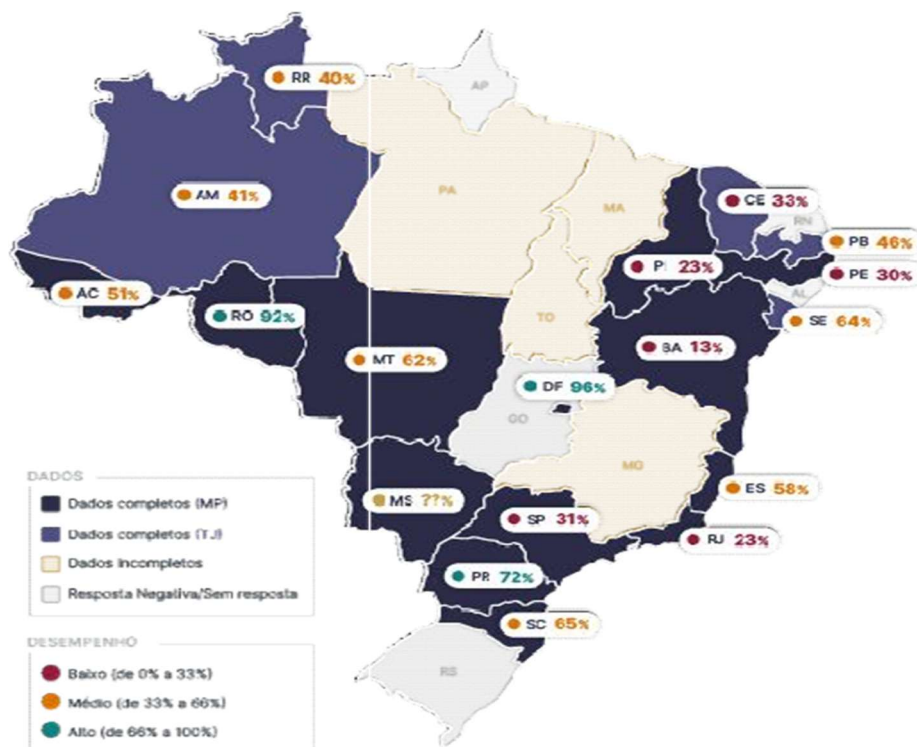 RR 40%
AP
AM 41%
PA
MA
CE 33%
RN
PB 46%
PI 23%
PE 30%
AC 51%
AL
RO 92%
TO
SE 64%
BA 13%
MT 62%
DF 96%
GO
MG
DADOS
Dados completos (MP)
Dados completos (TJ)
Dados Incompletos
Resposta Negativa/Sem resposta
MS ??%
ES 58%
SP 31%
RJ 23%
PR 72%
SC 65%
RS
DESEMPENHO
Baixo (de 0% a 33%)
Médio (de 33% a 66%)
Alto (de 66% a 100%)